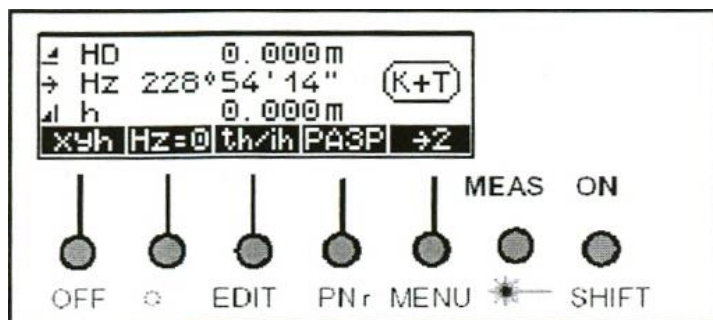 HD 0.000m
→ Hz 228°54'14" K+T
h 0.000m
xyh Hz=0 th/ih РАЗР →2
MEAS ON
OFF EDIT PNr MENU SHIFT